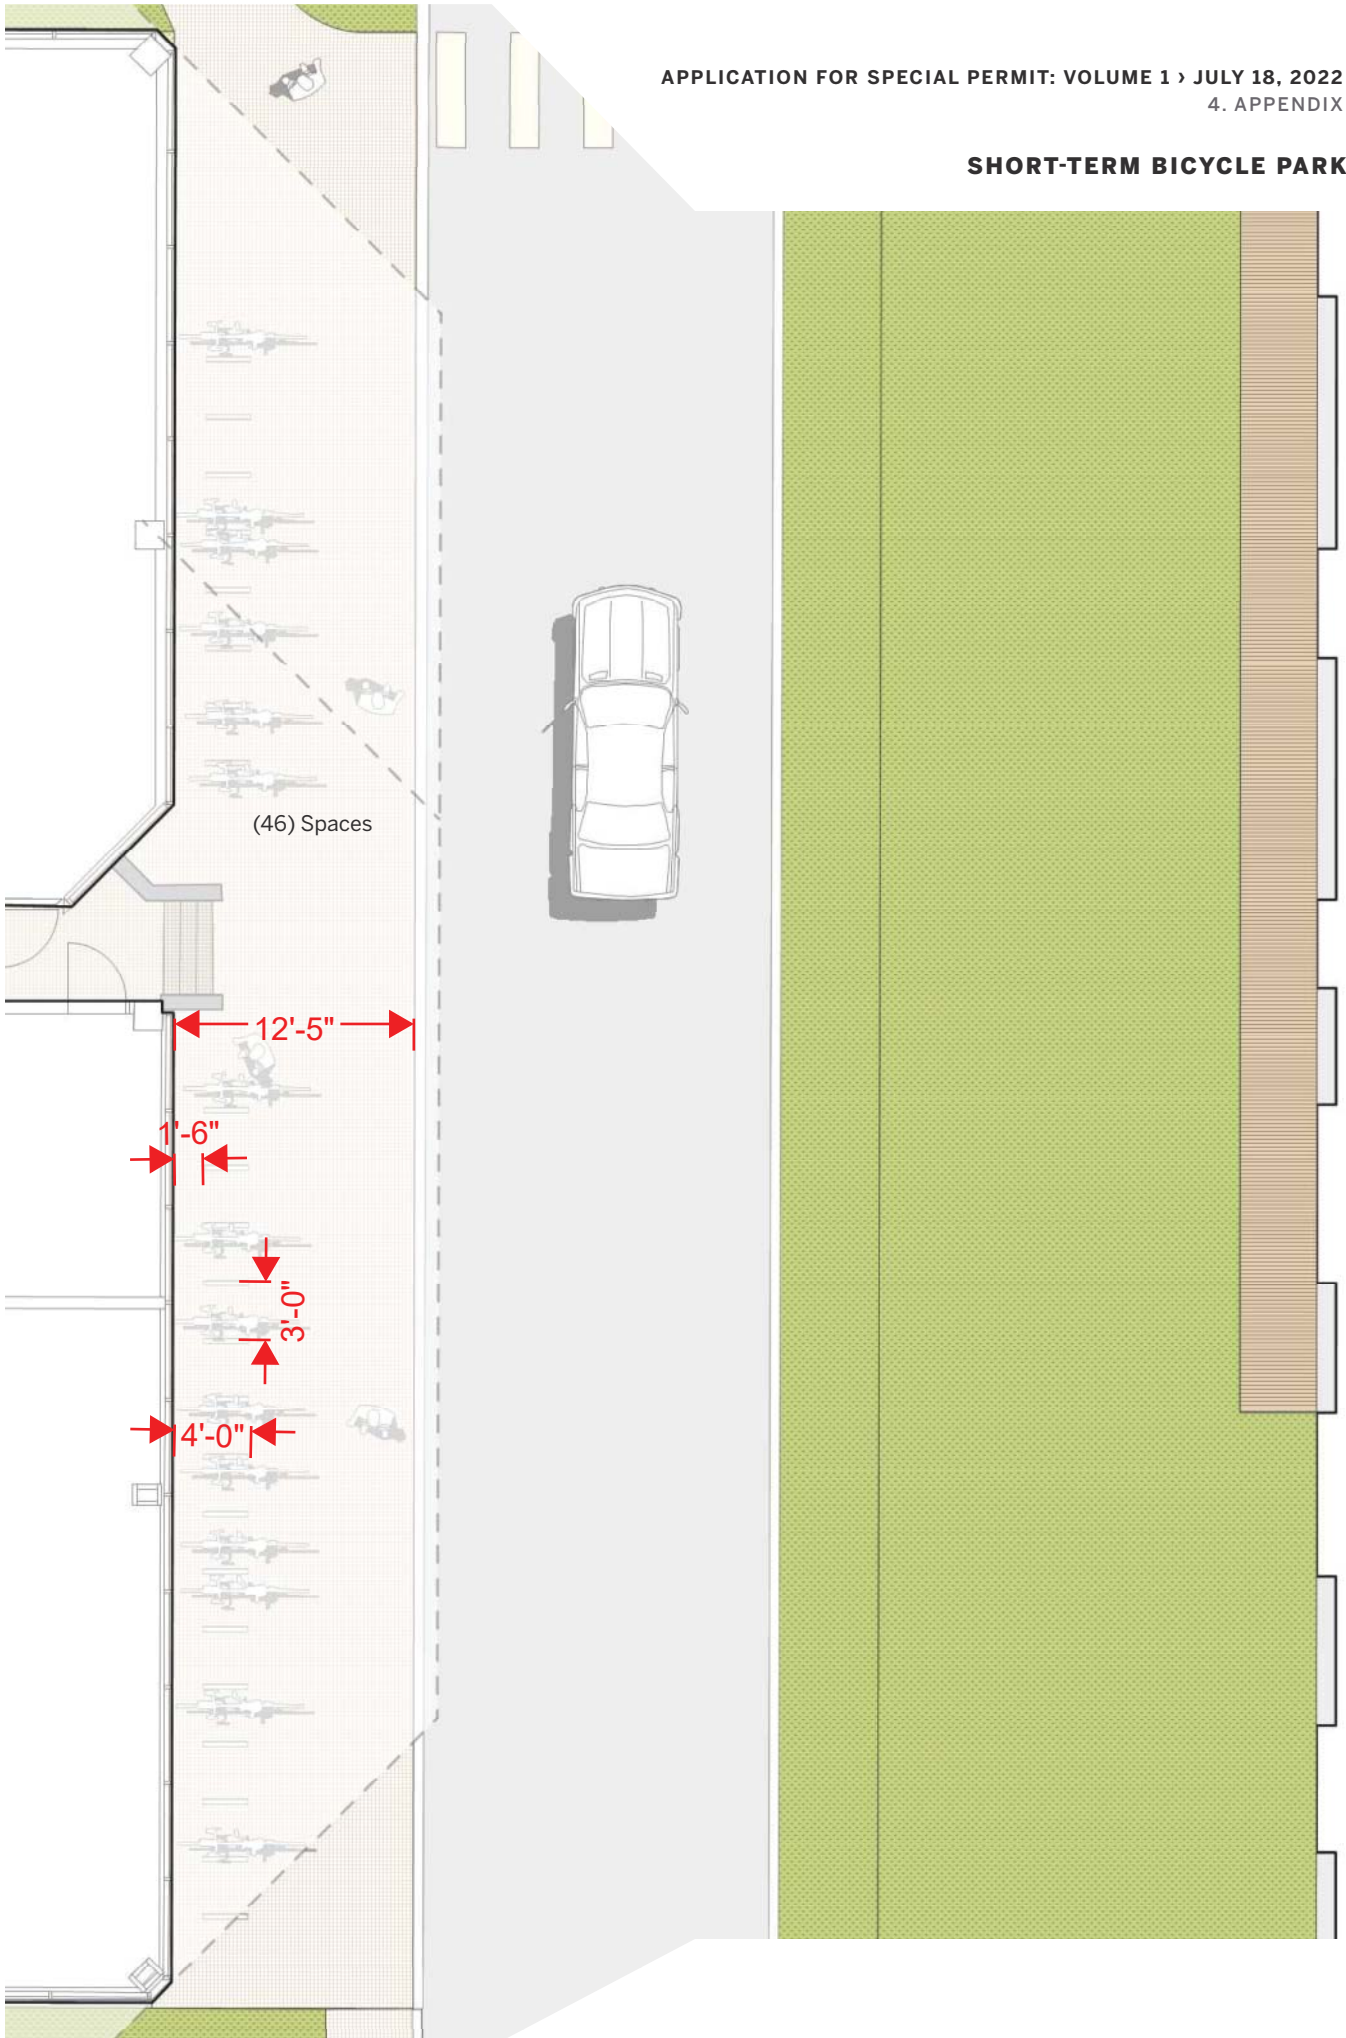 APPLICATION FOR SPECIAL PERMIT: VOLUME 1 › JULY 18, 2022
4. APPENDIX
SHORT-TERM BICYCLE PARK
(46) Spaces
12'-5"
1'-6"
3'-0"
4'-0"